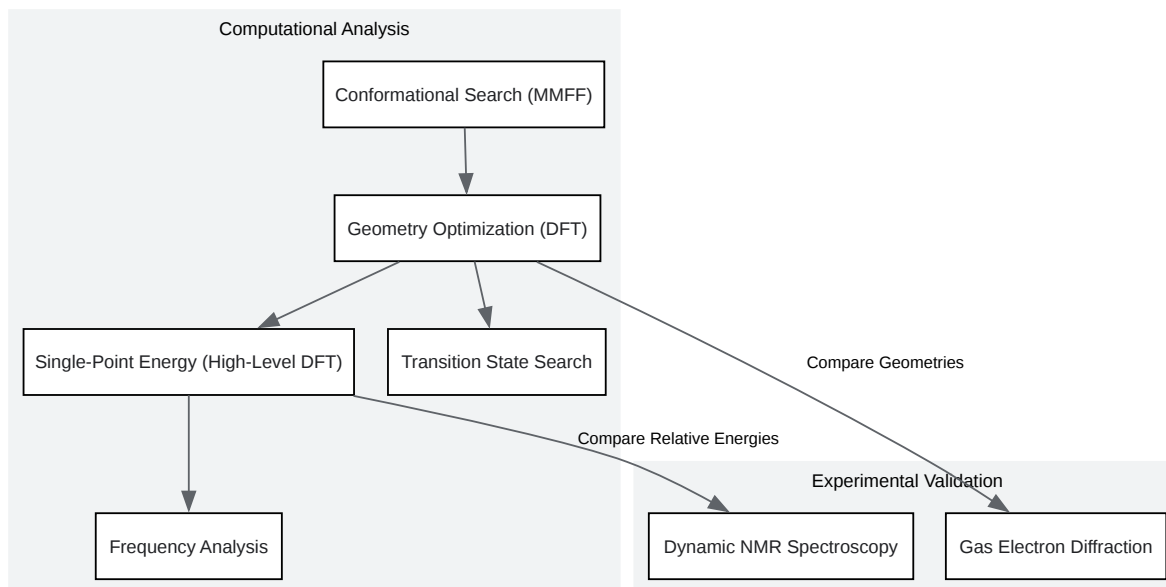 Computational Analysis
Conformational Search (MMFF)
Geometry Optimization (DFT)
Single-Point Energy (High-Level DFT)
Transition State Search
Compare Geometries
Compare Relative Energies
Experimental Validation
Frequency Analysis
Dynamic NMR Spectroscopy
Gas Electron Diffraction